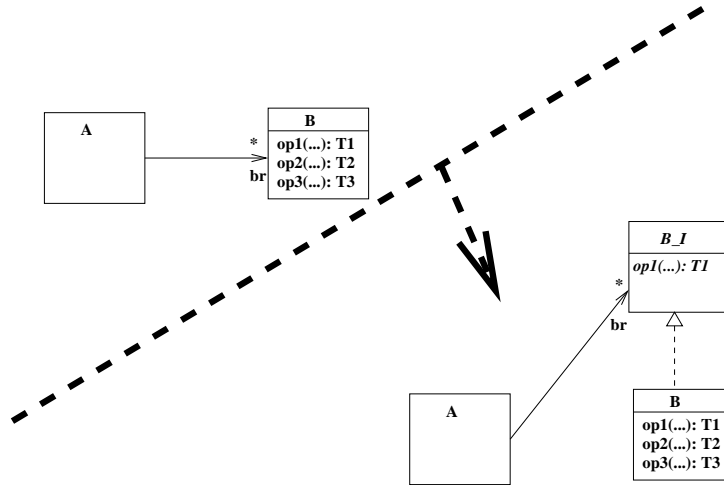 A
B
op1(...): T1
op2(...): T2
op3(...): T3
*
br
B_I
op1(...): T1
*
br
A
B
op1(...): T1
op2(...): T2
op3(...): T3